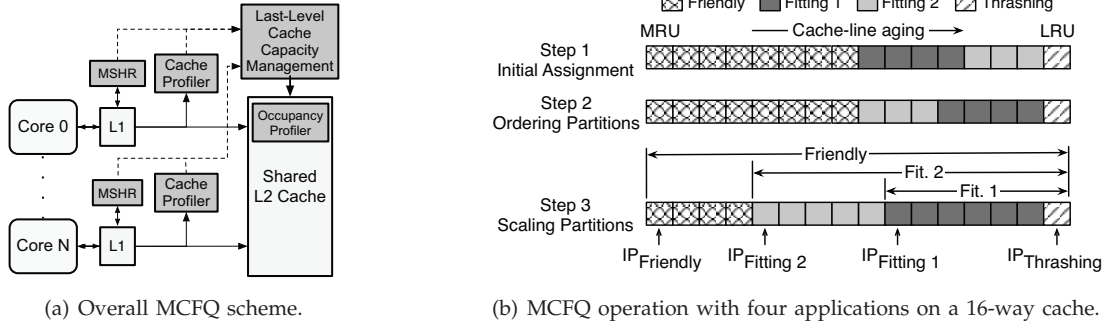 Last-Level
Cache
Capacity
Management
MSHR
Cache
Profiler
Core 0
L1
Occupancy
Profiler
Shared
L2 Cache
MSHR
Cache
Profiler
Core N
L1
(a) Overall MCFQ scheme.
Friendly Fitting 1 Fitting 2 Thrashing
MRU Cache-line aging LRU
Step 1
Initial Assignment
Step 2
Ordering Partitions
Friendly
Fit. 2
Fit. 1
Step 3
Scaling Partitions
IPFriendly IPFitting 2 IPFitting 1 IPThrashing
(b) MCFQ operation with four applications on a 16-way cache.